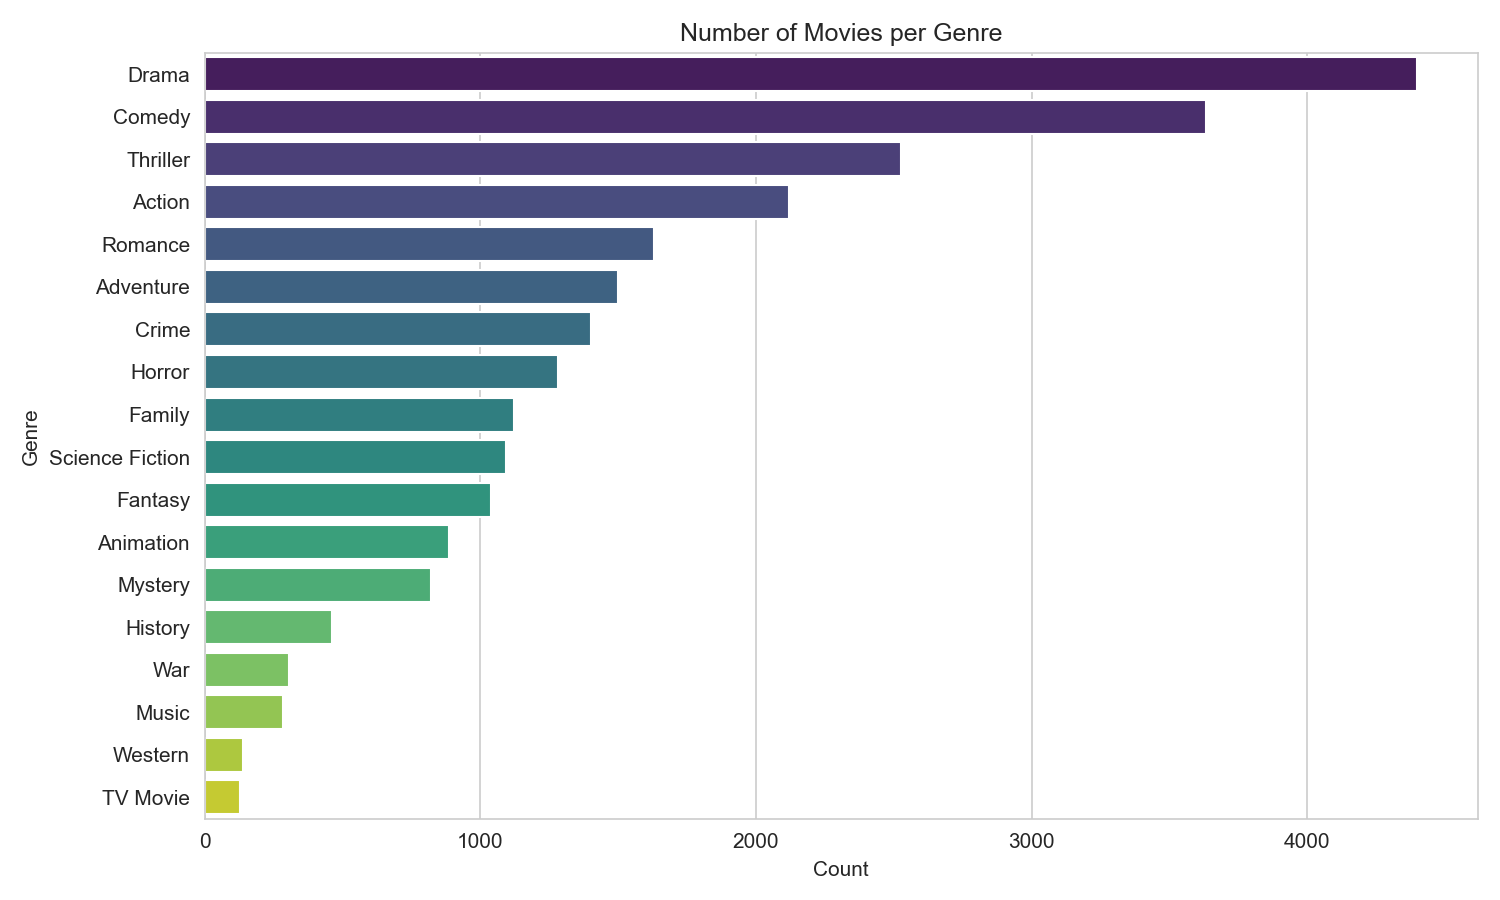 Number of Movies per Genre
Drama
Comedy
Thriller
Action
Romance
Adventure
Crime
Horror
Family
Science Fiction
Fantasy
Animation
Mystery
History
War
Music
Western
TV Movie
Genre
0 1000 2000 3000 4000
Count